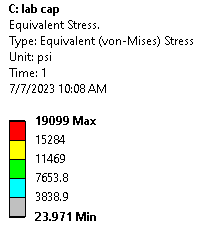 C: lab cap
Equivalent Stress.
Type: Equivalent (von-Mises) Stress
Unit: psi
Time: 1
7/7/2023 10:08 AM
19099 Max
15284
11469
7653.8
3838.9
23.971 Min